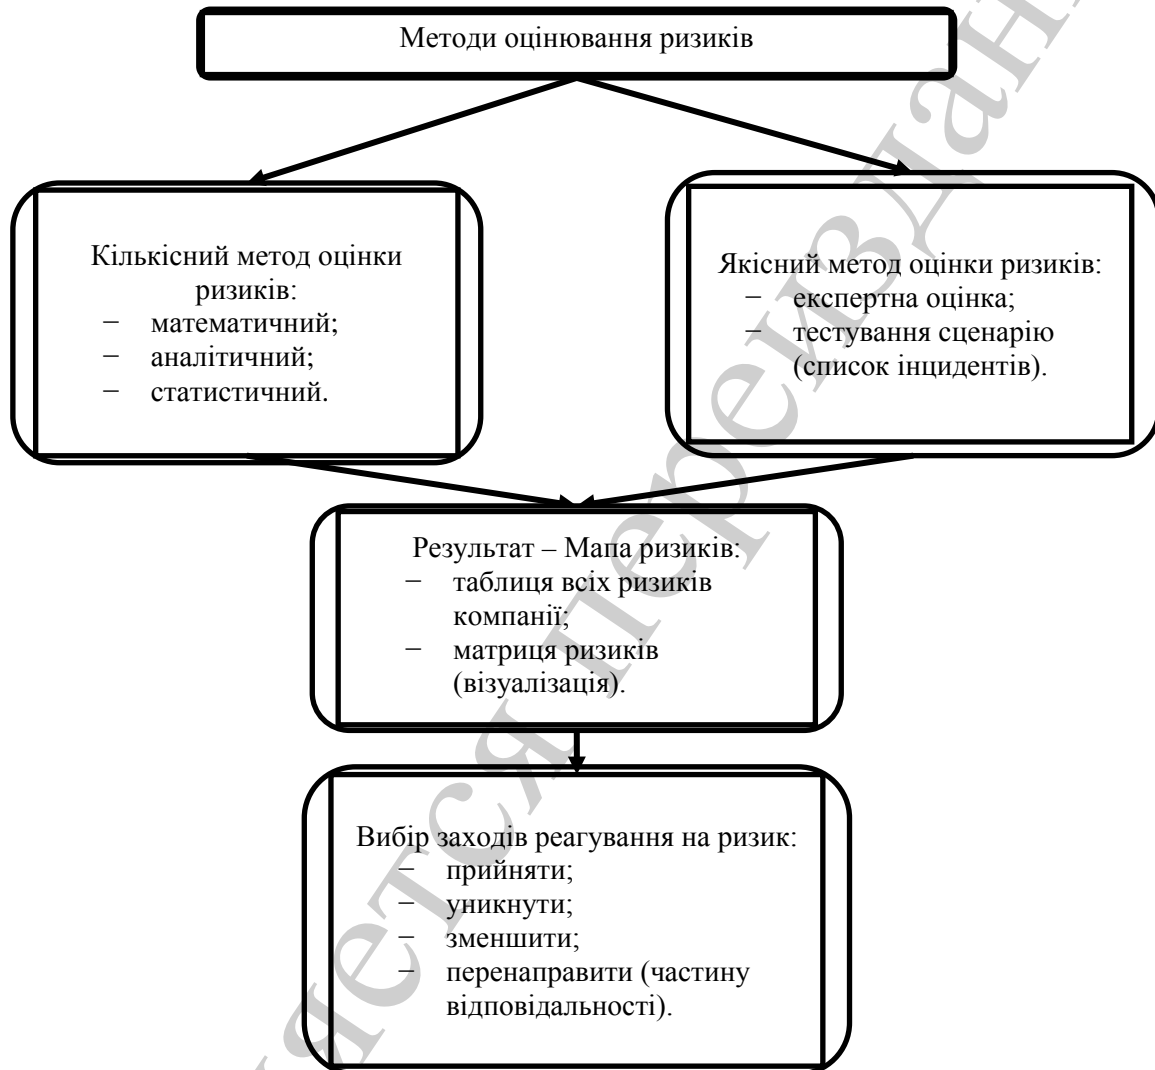 Методи оцінювання ризиків
Кількісний метод оцінки
ризиків:
− математичний;
− аналітичний;
− статистичний.
Якісний метод оцінки ризиків:
− експертна оцінка;
− тестування сценарію
(список інцидентів).
Результат – Мапа ризиків:
− таблиця всіх ризиків
компанії;
− матриця ризиків
(візуалізація).
Вибір заходів реагування на ризик:
− прийняти;
− уникнути;
− зменшити;
− перенаправити (частину
відповідальності).